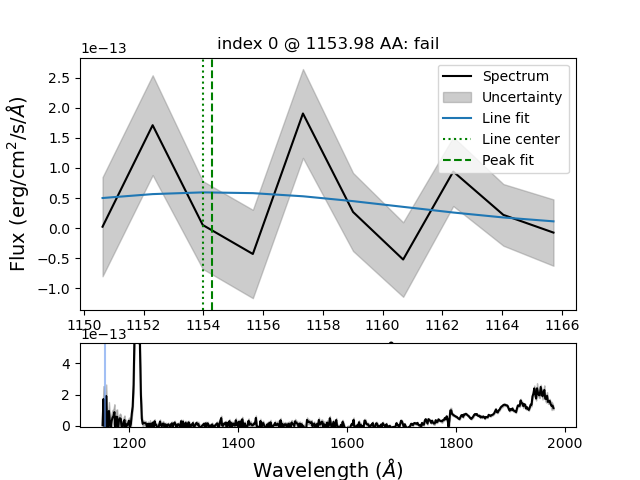 index 0 @ 1153.98 AA: fail
1e−13
2.5
2.0
1.5
1.0
0.5
0.0
−0.5
−1.0
Flux (erg/cm²/s/Å)
Spectrum
Uncertainty
Line fit
Line center
Peak fit
1150 1152 1154 1156 1158 1160 1162 1164 1166
1e−13
4
2
0
1200 1400 1600 1800 2000
Wavelength (Å)